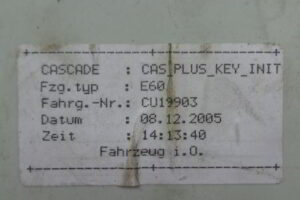 +--------------------+--------------------+
CASCADE : CAS_PLUS_KEY_INIT
Fzg.typ : E60
Fahrg.-Nr.: CU19903
Datum : 08.12.2005
Zeit : 14:13:40
Fahrzeug i.O.
+--------------------+--------------------+